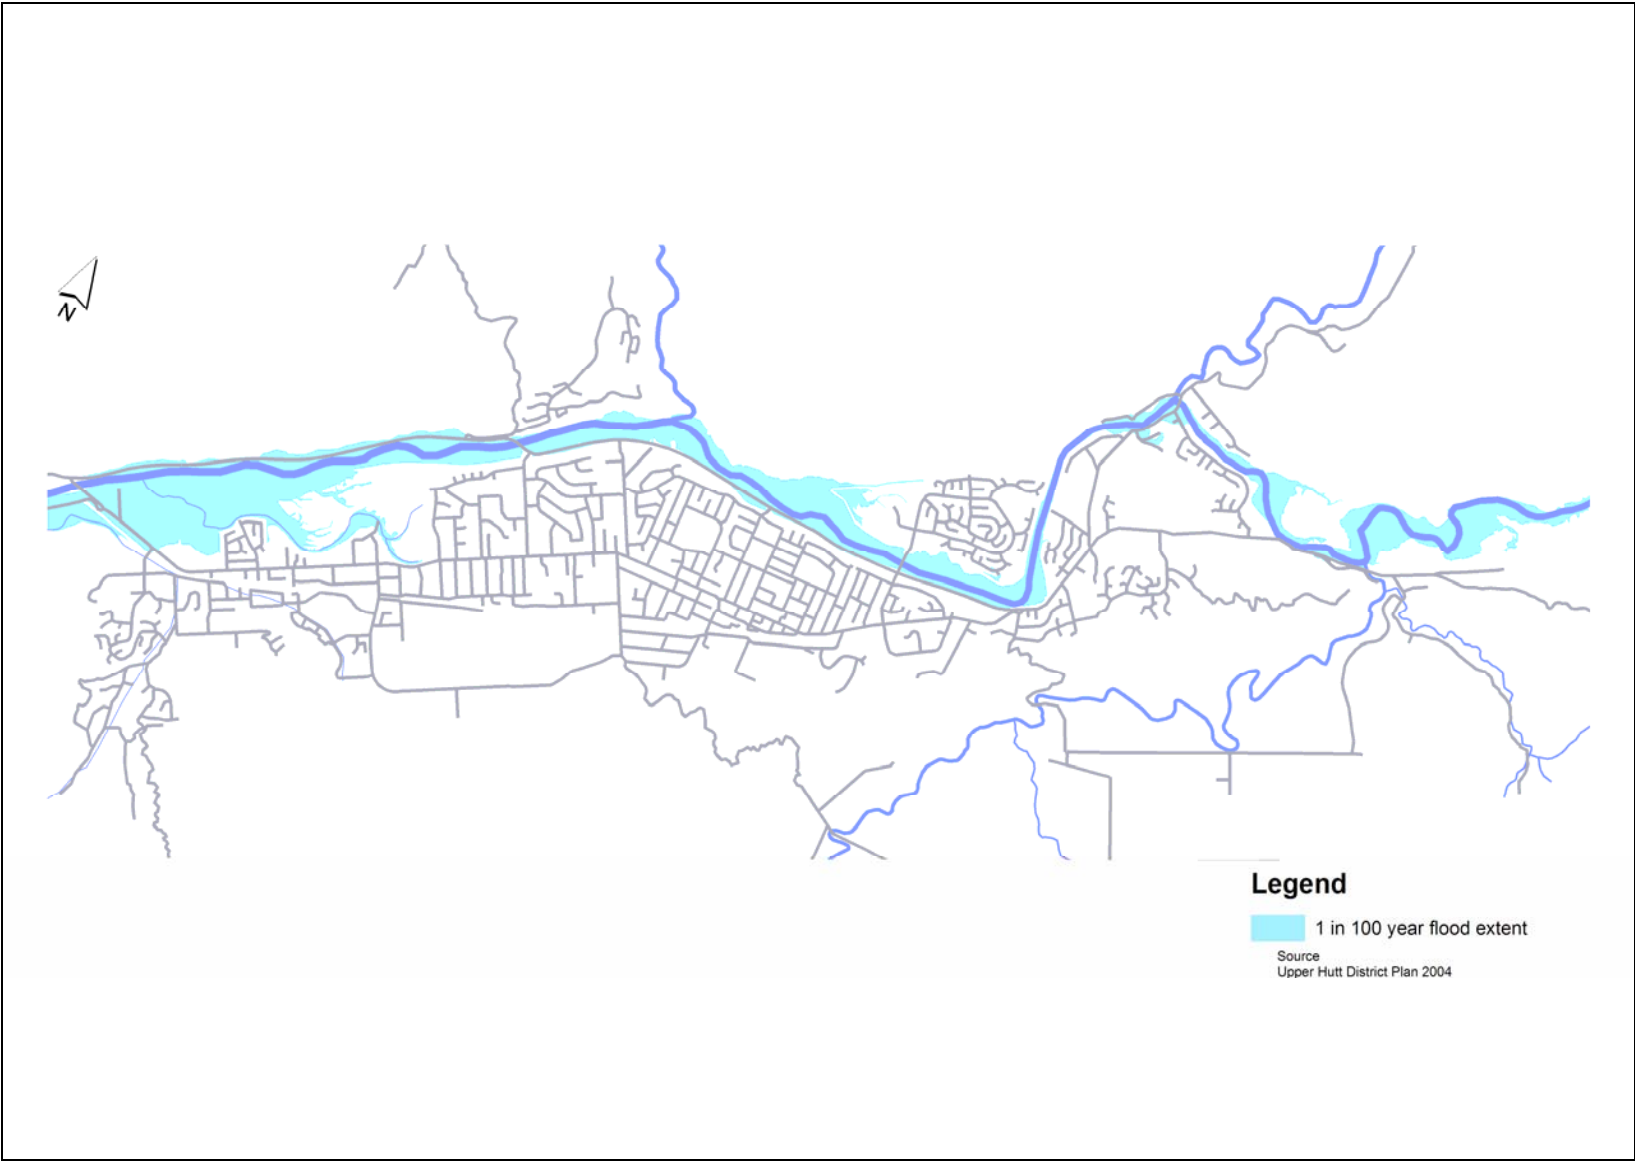 N
Legend
1 in 100 year flood extent
Source
Upper Hutt District Plan 2004